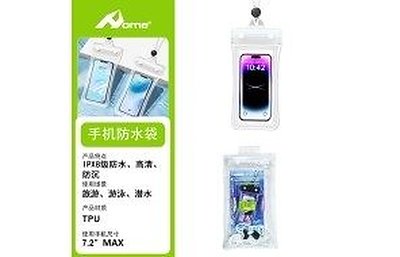 Nome
手机防水袋
产品特点
IPX8级防水、高清、
防沉
使用场景
旅游、游泳、潜水
产品材质
TPU
使用手机尺寸
7.2" MAX
10:42